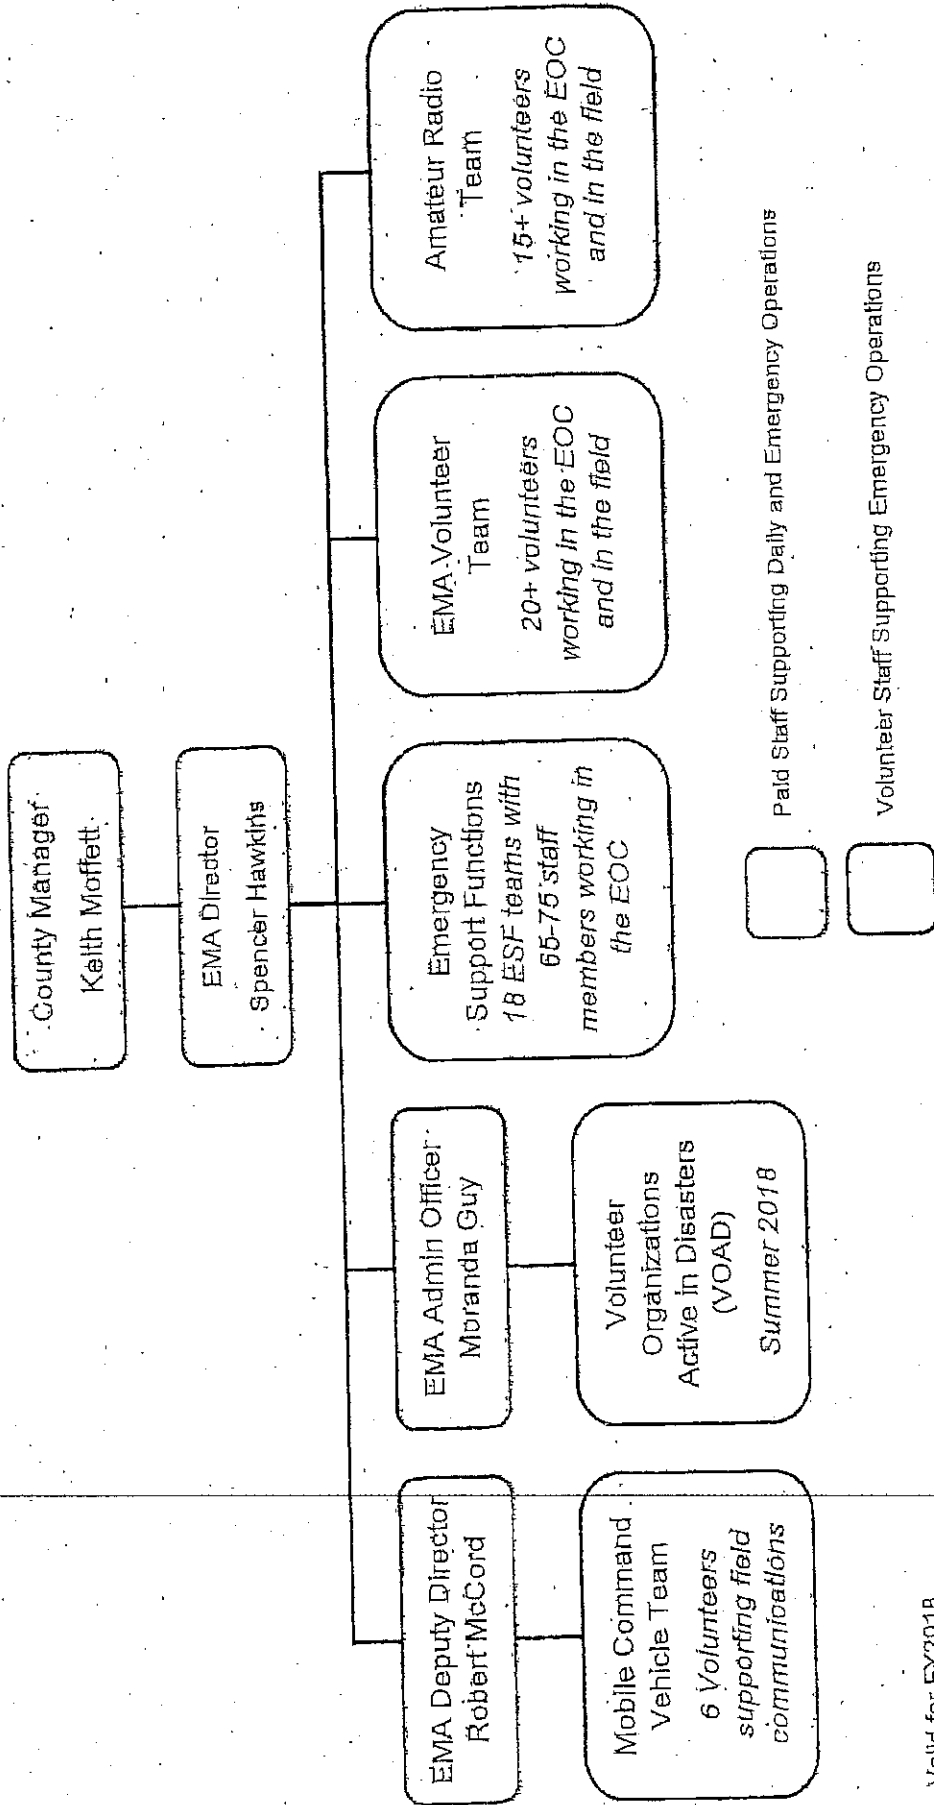 County Manager
Keith Moffett
EMA Director
Spencer Hawkins
EMA Deputy Director
Robert McCord
EMA Admin Officer
Moranda Guy
Emergency
Support Functions
18 ESF teams with
65-75 staff
members working in
the EOC
EMA Volunteer
Team
20+ volunteers
working in the EOC
and in the field
Amateur Radio
Team
15+ volunteers
working in the EOC
and in the field
Mobile Command
Vehicle Team
6 Volunteers
supporting field
communications
Volunteer
Organizations
Active in Disasters
(VOAD)
Summer 2018
Paid Staff Supporting Daily and Emergency Operations
Volunteer Staff Supporting Emergency Operations
Valid for FY2018